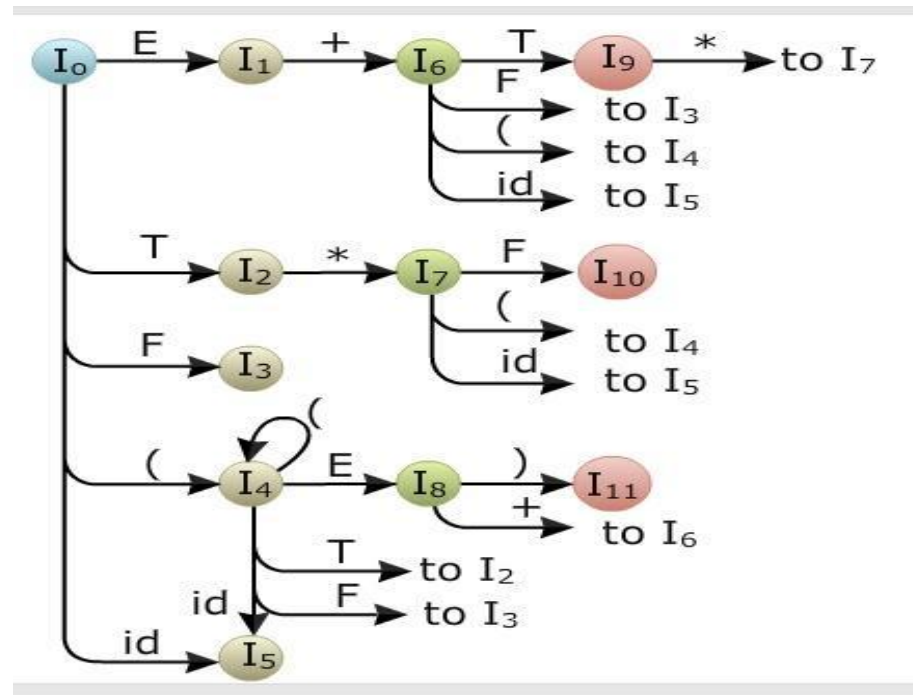 I₀ E I₁ + I₆ T I₉ * to I₇
F to I₃
( to I₄
id to I₅
T I₂ * I₇ F I₁₀
( to I₄
F I₃ id to I₅
(
( I₄ E I₈ ) I₁₁
+ to I₆
T to I₂
id F to I₃
id I₅